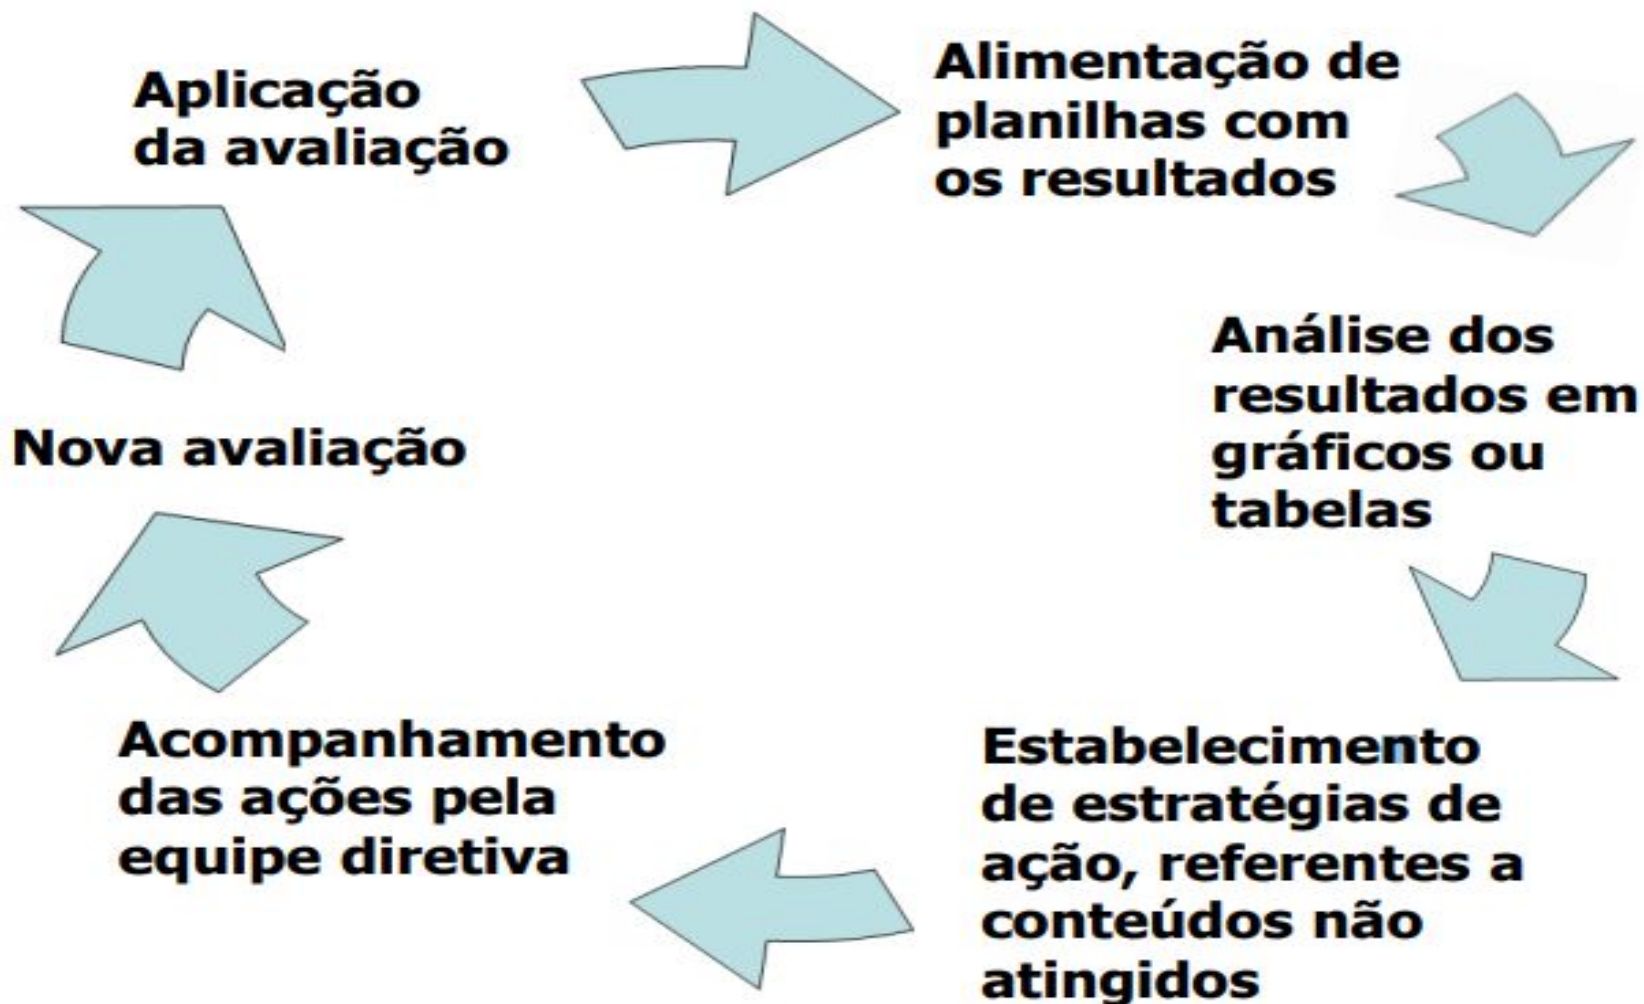 Aplicação
da avaliação
Alimentação de
planilhas com
os resultados
Análise dos
resultados em
gráficos ou
tabelas
Estabelecimento
de estratégias de
ação, referentes a
conteúdos não
atingidos
Acompanhamento
das ações pela
equipe diretiva
Nova avaliação